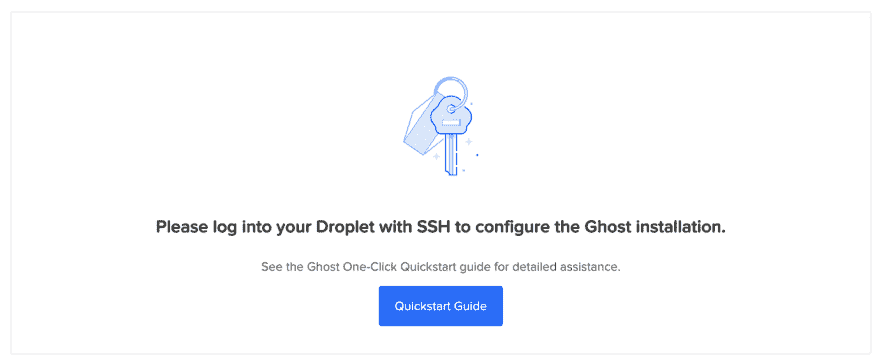 Please log into your Droplet with SSH to configure the Ghost installation.
See the Ghost One-Click Quickstart guide for detailed assistance.
Quickstart Guide